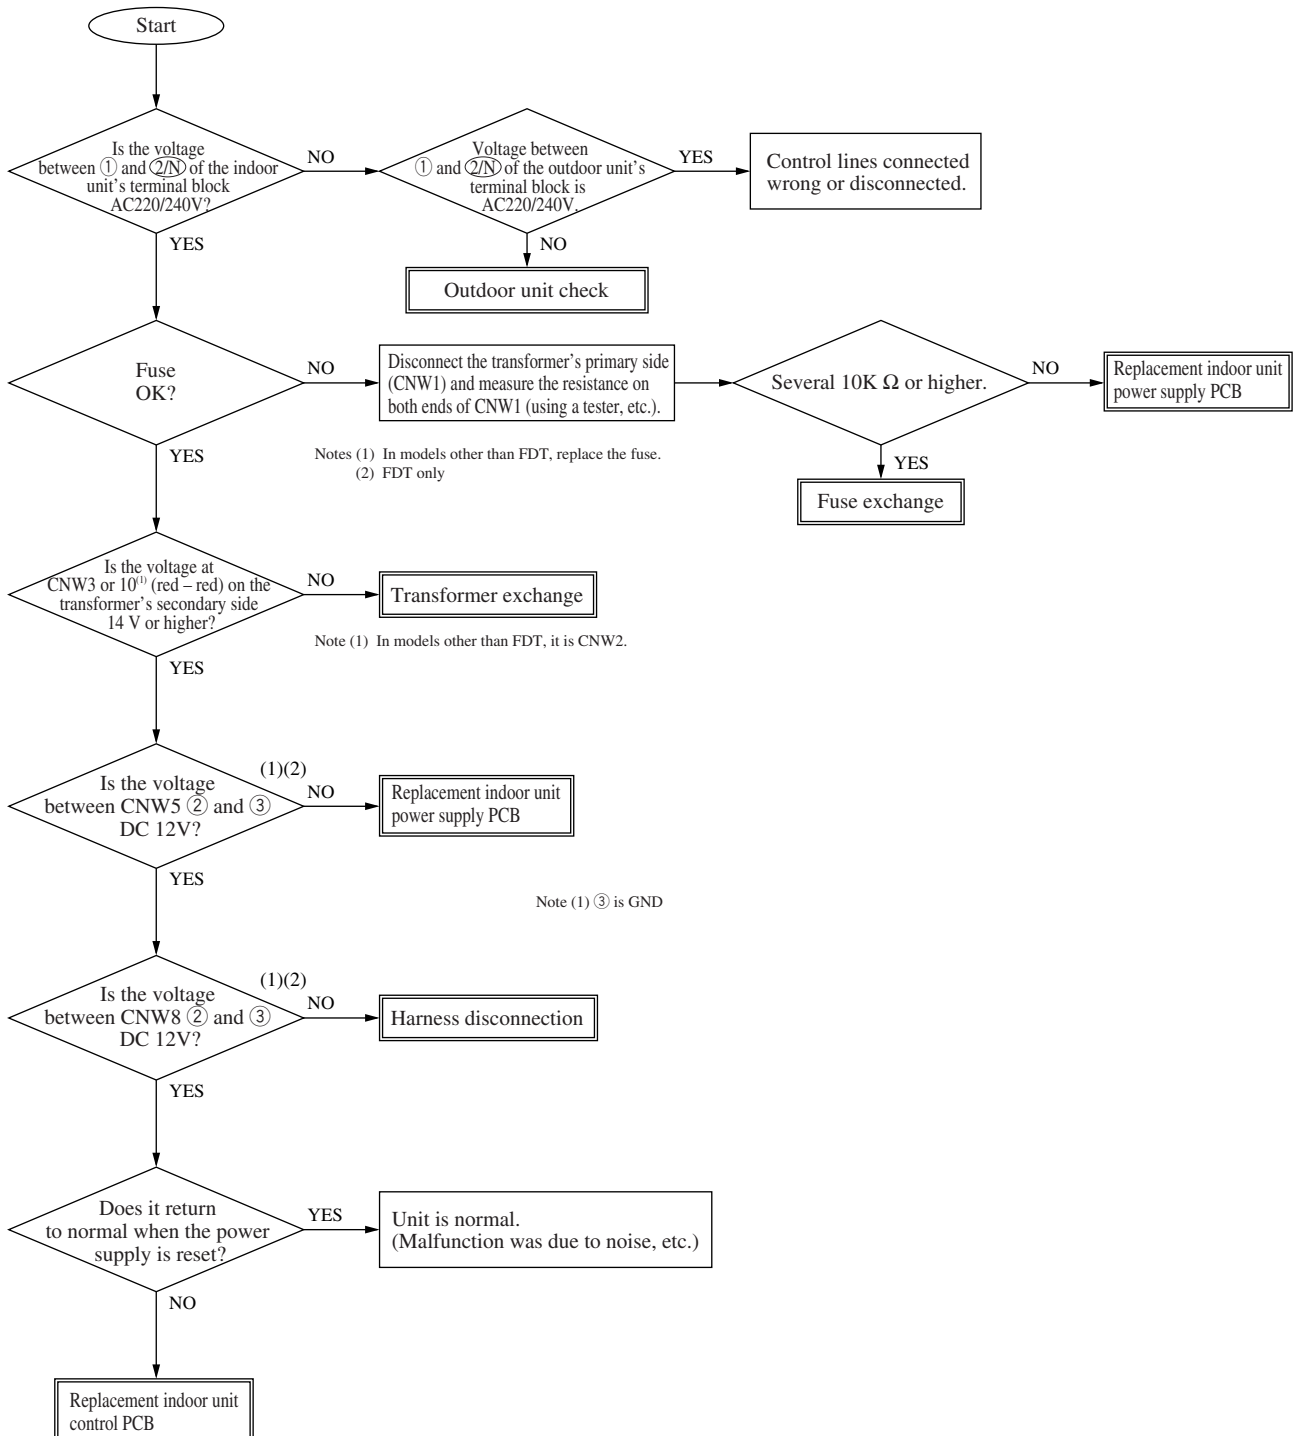 Start
Is the voltage
between ① and 2/N of the indoor
unit's terminal block
AC220/240V?
NO
Voltage between
① and 2/N of the outdoor unit's
terminal block is
AC220/240V.
YES
Control lines connected
wrong or disconnected.
YES
NO
Outdoor unit check
Fuse
OK?
NO
Disconnect the transformer's primary side
(CNW1) and measure the resistance on
both ends of CNW1 (using a tester, etc.).
Several 10K Ω or higher.
NO
Replacement indoor unit
power supply PCB
YES
Notes (1) In models other than FDT, replace the fuse.
(2) FDT only
YES
Fuse exchange
Is the voltage at
CNW3 or 10⁽¹⁾ (red – red) on the
transformer's secondary side
14 V or higher?
NO
Transformer exchange
Note (1) In models other than FDT, it is CNW2.
YES
Is the voltage
between CNW5 ② and ③
DC 12V?
(1)(2)
NO
Replacement indoor unit
power supply PCB
YES
Note (1) ③ is GND
Is the voltage
between CNW8 ② and ③
DC 12V?
(1)(2)
NO
Harness disconnection
YES
Does it return
to normal when the power
supply is reset?
YES
Unit is normal.
(Malfunction was due to noise, etc.)
NO
Replacement indoor unit
control PCB